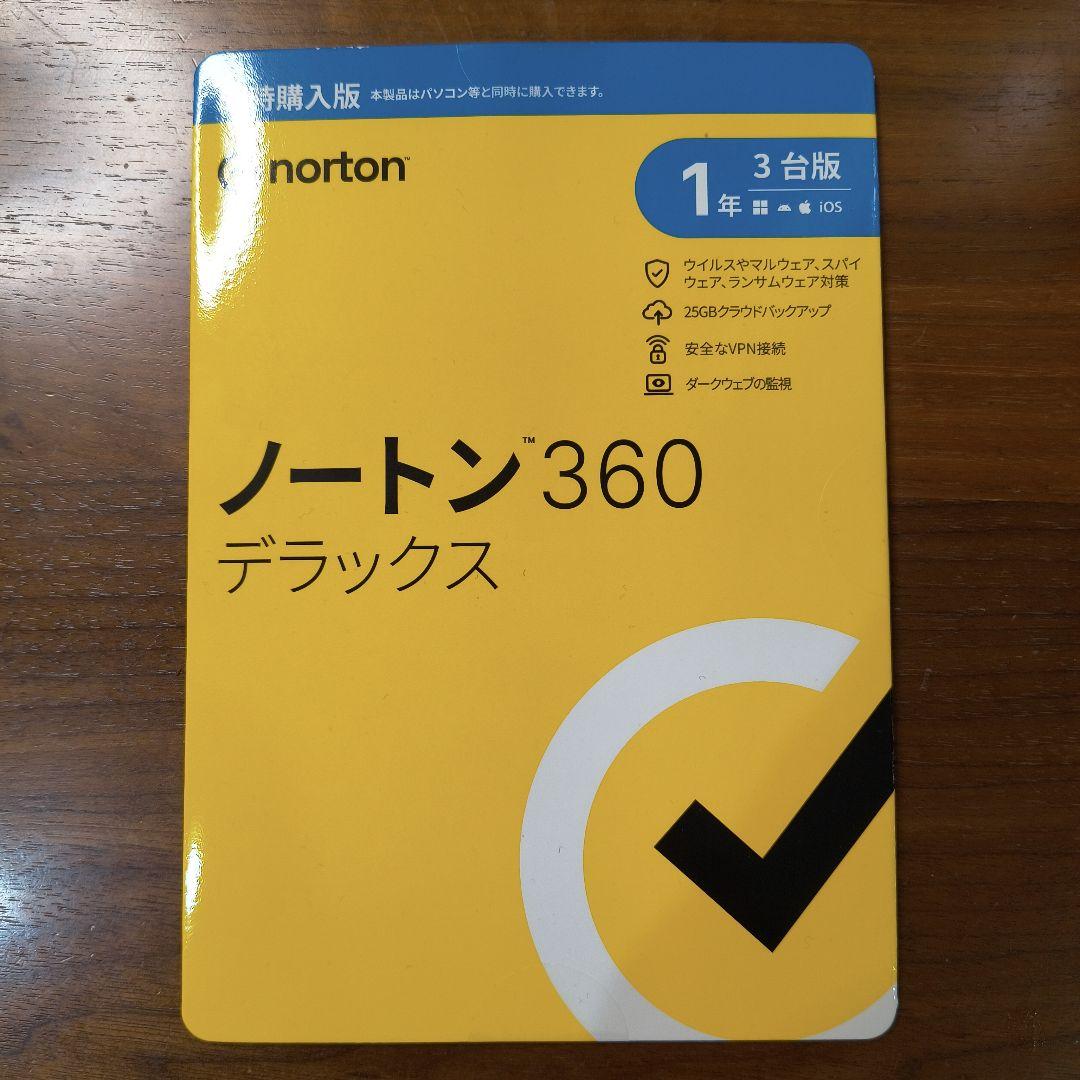 時購入版 本製品はパソコン等と同時に購入できます。
norton™
1年
3台版
iOS
ウイルスやマルウェア、スパイ
ウェア、ランサムウェア対策
25GBクラウドバックアップ
安全なVPN接続
ダークウェブの監視
ノートン™ 360
デラックス